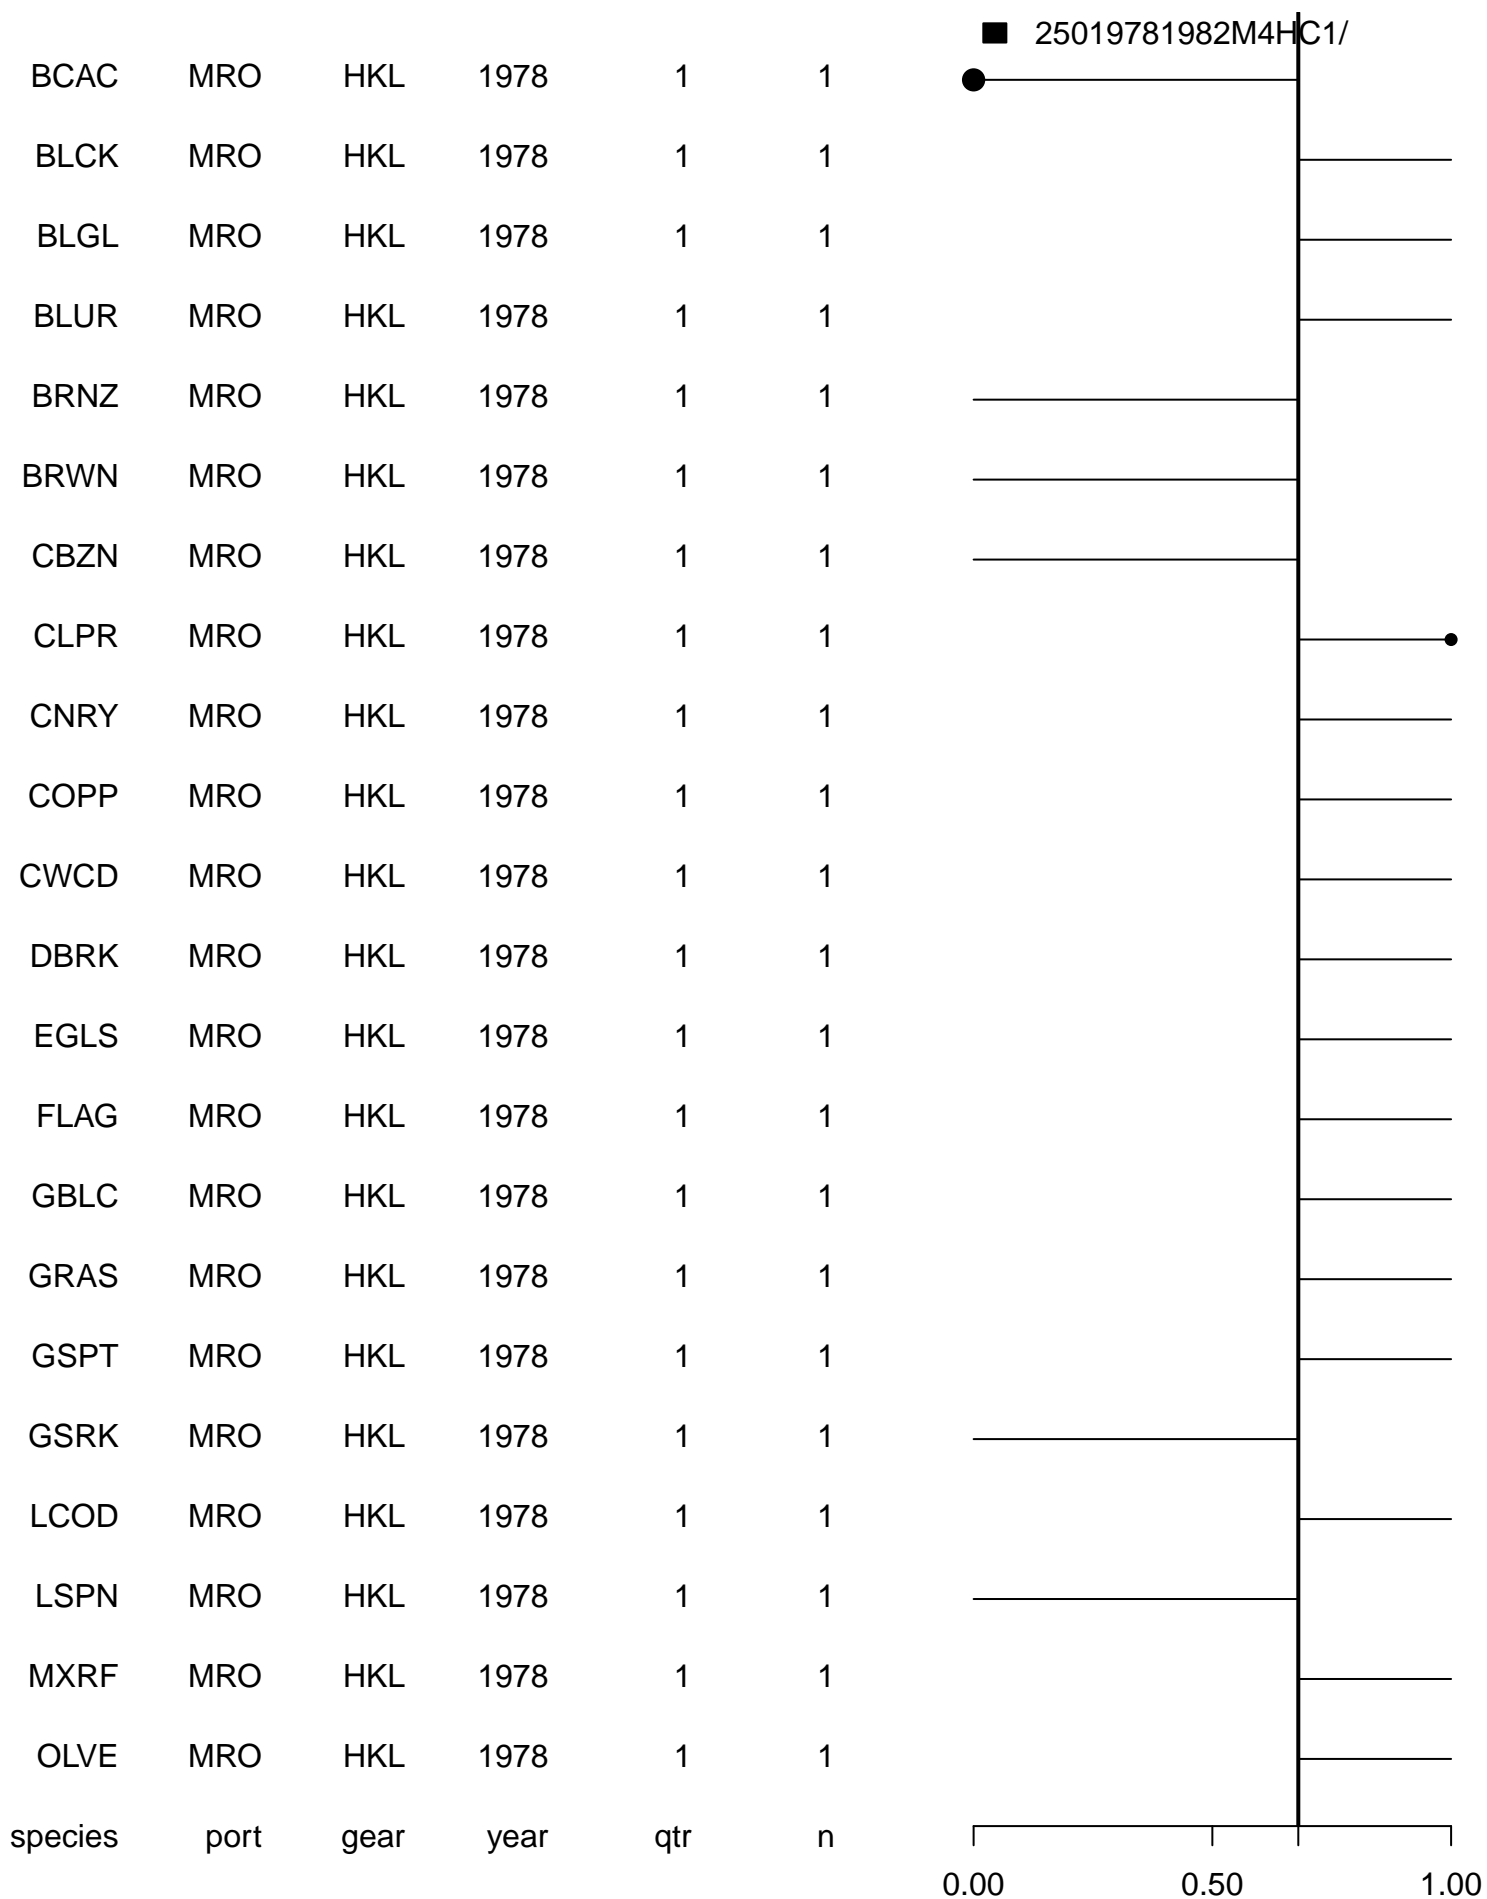 25019781982M4HC1/
BCAC MRO HKL 1978 1 1
BLCK MRO HKL 1978 1 1
BLGL MRO HKL 1978 1 1
BLUR MRO HKL 1978 1 1
BRNZ MRO HKL 1978 1 1
BRWN MRO HKL 1978 1 1
CBZN MRO HKL 1978 1 1
CLPR MRO HKL 1978 1 1
CNRY MRO HKL 1978 1 1
COPP MRO HKL 1978 1 1
CWCD MRO HKL 1978 1 1
DBRK MRO HKL 1978 1 1
EGLS MRO HKL 1978 1 1
FLAG MRO HKL 1978 1 1
GBLC MRO HKL 1978 1 1
GRAS MRO HKL 1978 1 1
GSPT MRO HKL 1978 1 1
GSRK MRO HKL 1978 1 1
LCOD MRO HKL 1978 1 1
LSPN MRO HKL 1978 1 1
MXRF MRO HKL 1978 1 1
OLVE MRO HKL 1978 1 1
species port gear year qtr n
0.00 0.50 1.00